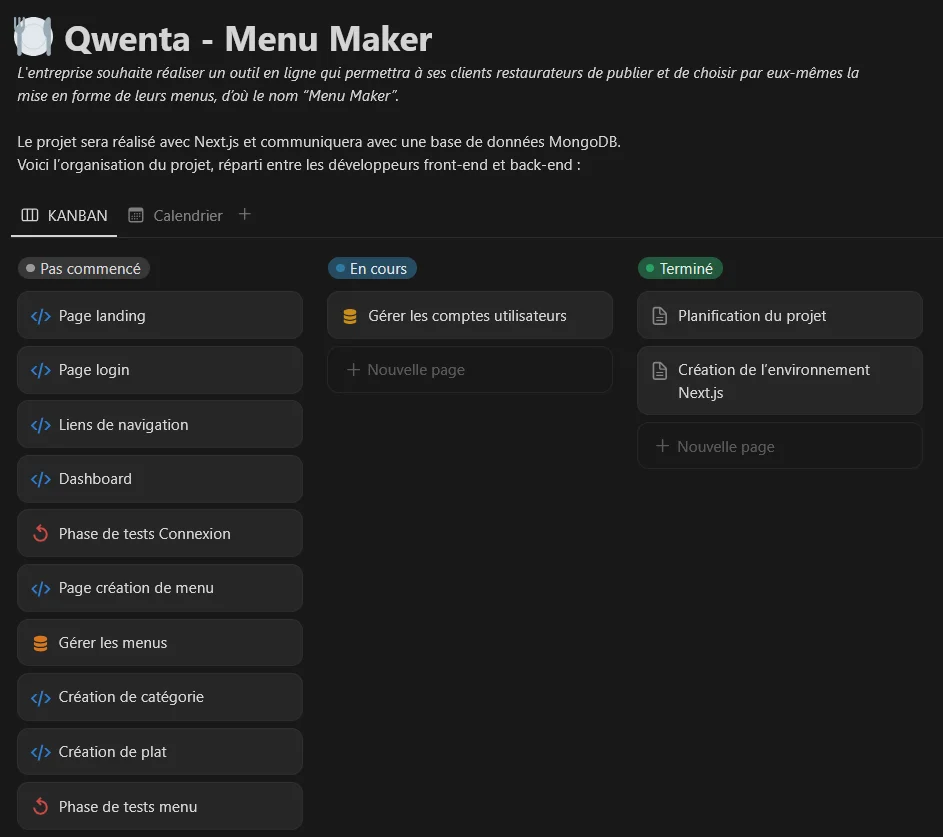 Qwenta - Menu Maker
L'entreprise souhaite réaliser un outil en ligne qui permettra à ses clients restaurateurs de publier et de choisir par eux-mêmes la
mise en forme de leurs menus, d'où le nom “Menu Maker”.
Le projet sera réalisé avec Next.js et communiquera avec une base de données MongoDB.
Voici l’organisation du projet, réparti entre les développeurs front-end et back-end :
KANBAN
Calendrier
Pas commencé
Page landing
Page login
Liens de navigation
Dashboard
Phase de tests Connexion
Page création de menu
Gérer les menus
Création de catégorie
Création de plat
Phase de tests menu
En cours
Gérer les comptes utilisateurs
Nouvelle page
Terminé
Planification du projet
Création de l’environnement
Next.js
Nouvelle page